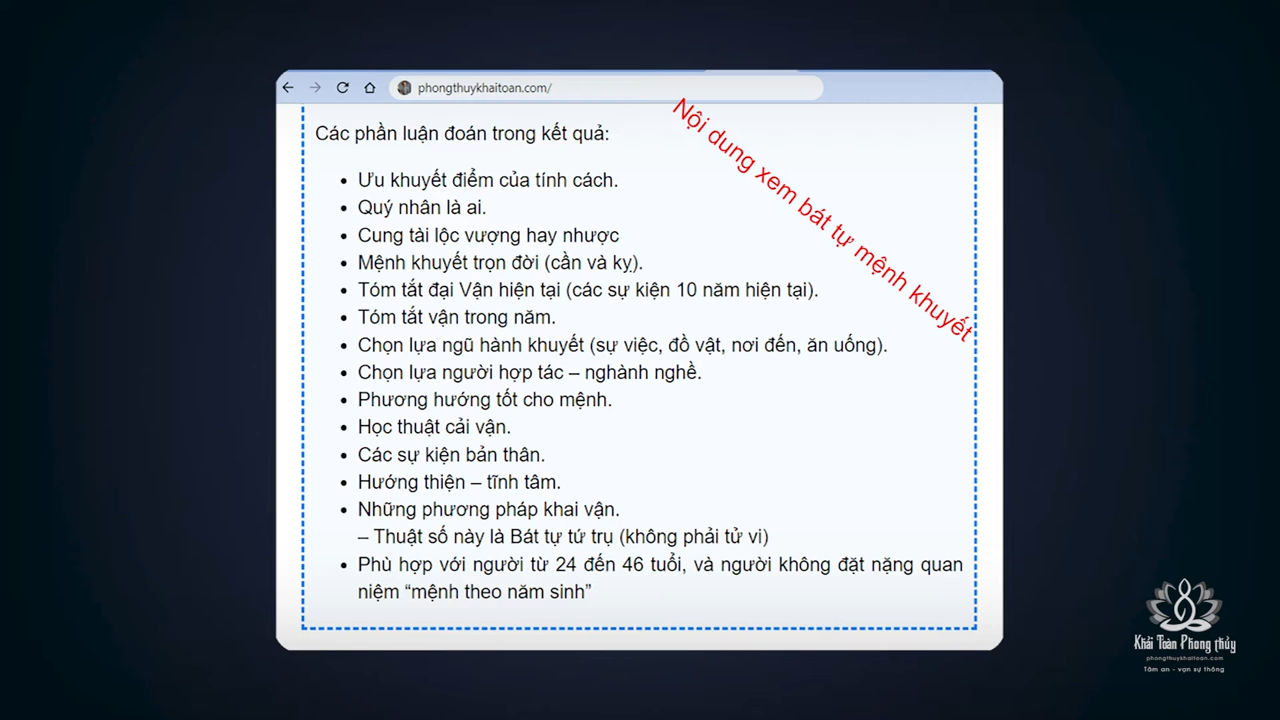 phongthuykhaitoan.com/
Nội dung xem bát tự mệnh khuyết
Các phần luận đoán trong kết quả:
• Ưu khuyết điểm của tính cách.
• Quý nhân là ai.
• Cung tài lộc vượng hay nhược
• Mệnh khuyết trọn đời (cần và kỵ).
• Tóm tắt đại Vận hiện tại (các sự kiện 10 năm hiện tại).
• Tóm tắt vận trong năm.
• Chọn lựa ngũ hành khuyết (sự việc, đồ vật, nơi đến, ăn uống).
• Chọn lựa người hợp tác – nghành nghề.
• Phương hướng tốt cho mệnh.
• Học thuật cải vận.
• Các sự kiện bản thân.
• Hướng thiện – tĩnh tâm.
• Những phương pháp khai vận.
– Thuật số này là Bát tự tứ trụ (không phải tử vi)
• Phù hợp với người từ 24 đến 46 tuổi, và người không đặt nặng quan
niệm “mệnh theo năm sinh”
Khải Toàn Phong thủy
phongthuykhaitoan.com
Tâm an - vạn sự thông